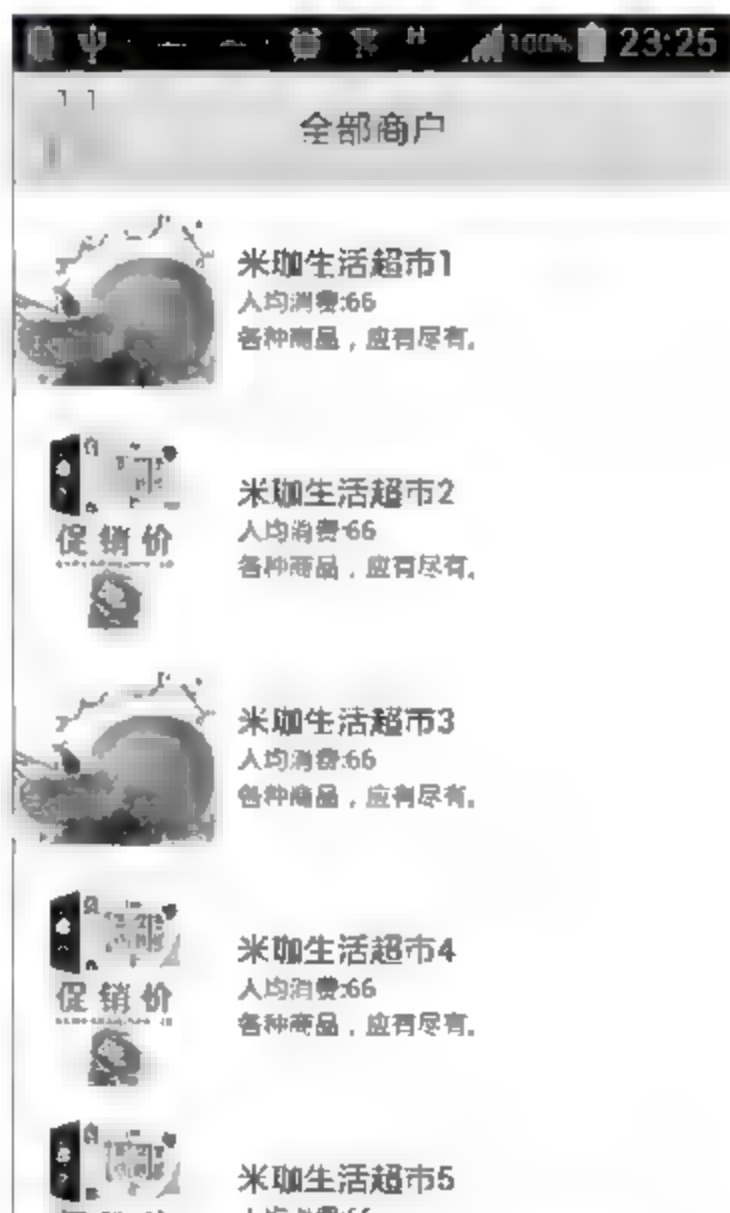 100% 23:25
全部商户
米咖生活超市1
人均消费:66
各种商品，应有尽有。
促销价
米咖生活超市2
人均消费:66
各种商品，应有尽有。
米咖生活超市3
人均消费:66
各种商品，应有尽有。
促销价
米咖生活超市4
人均消费:66
各种商品，应有尽有。
米咖生活超市5